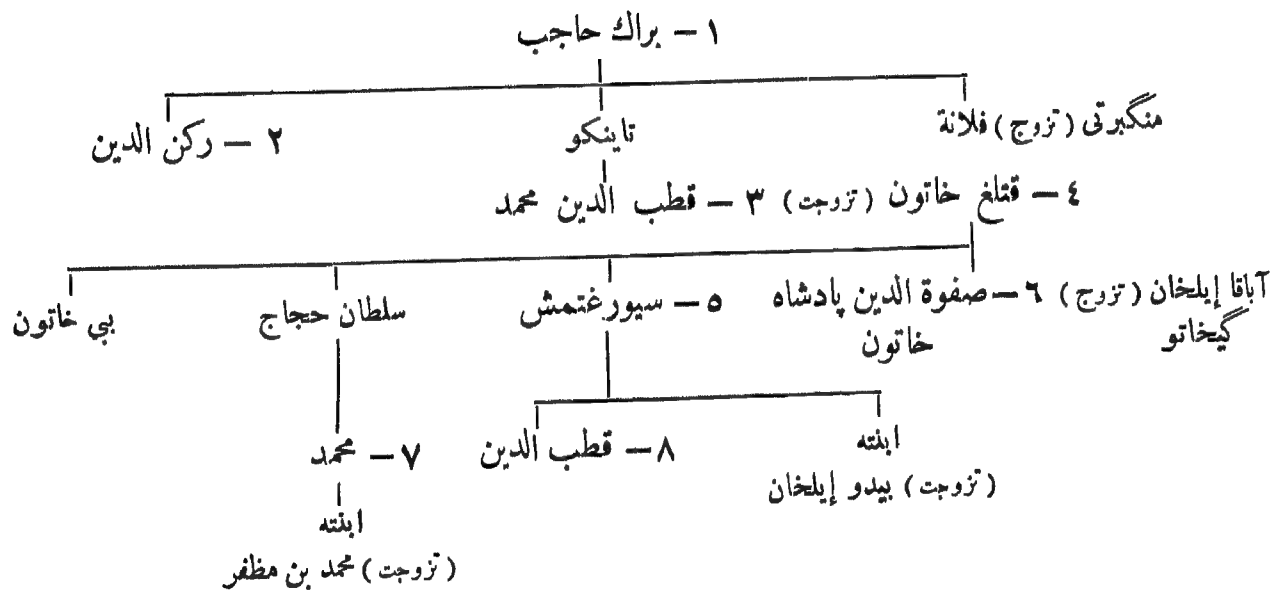 ١ – براك حاجب
منگبرتى (تزوج) فلانة
تاينكو
٢ – ركن الدين
٤ – قتلغ خاتون (تزوجت) ٣ – قطب الدين محمد
آباقا إيلخان (تزوج) ٦ – صفوة الدين پادشاه
گيخاتو
خاتون
٥ – سيورغتمش
سلطان حجاج
بي خاتون
ابنته
(تزوجت) بيدو إيلخان
٨ – قطب الدين
٧ – محمد
ابنته
(تزوجت) محمد بن مظفر